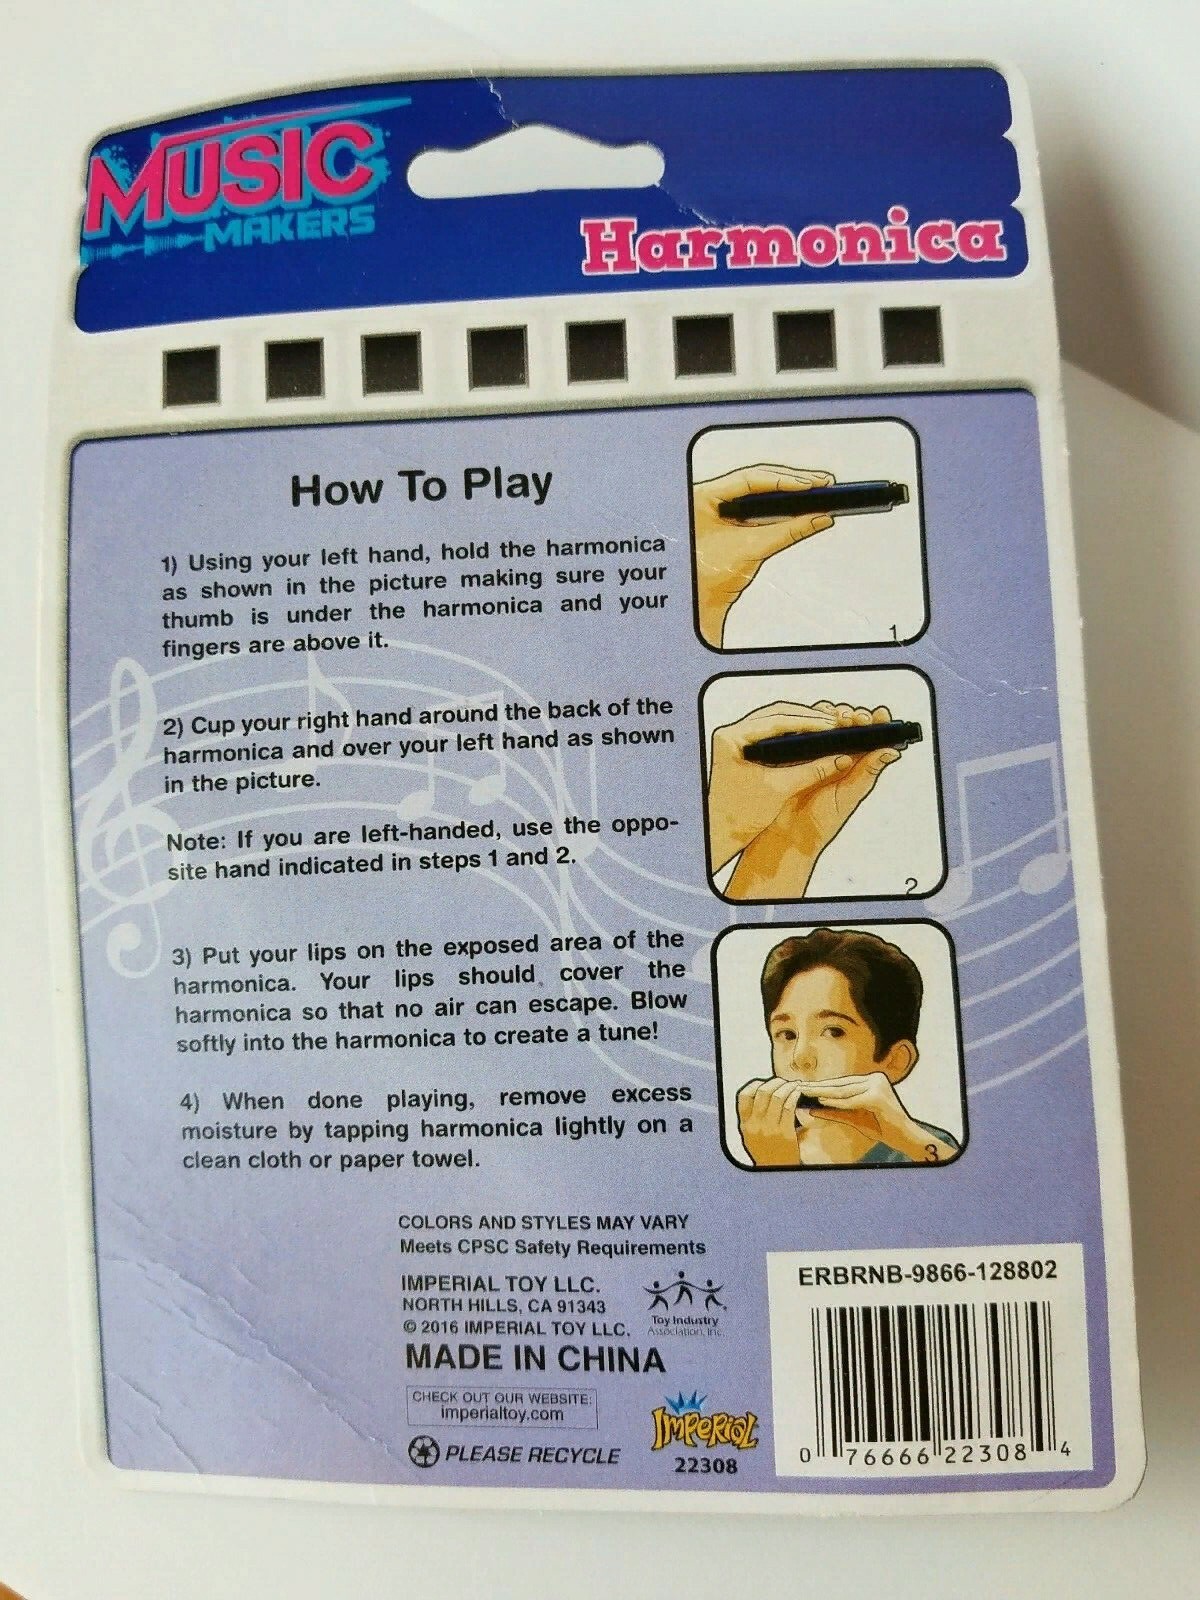 MUSIC
MAKERS
Harmonica
How To Play
1) Using your left hand, hold the harmonica
as shown in the picture making sure your
thumb is under the harmonica and your
fingers are above it.
1
2) Cup your right hand around the back of the
harmonica and over your left hand as shown
in the picture.
Note: If you are left-handed, use the oppo-
site hand indicated in steps 1 and 2.
2
3) Put your lips on the exposed area of the
harmonica. Your lips should cover the
harmonica so that no air can escape. Blow
softly into the harmonica to create a tune!
4) When done playing, remove excess
moisture by tapping harmonica lightly on a
clean cloth or paper towel.
3
COLORS AND STYLES MAY VARY
Meets CPSC Safety Requirements
IMPERIAL TOY LLC.
NORTH HILLS, CA 91343
© 2016 IMPERIAL TOY LLC.
Toy Industry
Association, Inc.
MADE IN CHINA
CHECK OUT OUR WEBSITE:
imperialtoy.com
PLEASE RECYCLE
IMPERIAL
22308
ERBRNB-9866-128802
0 76666 22308 4